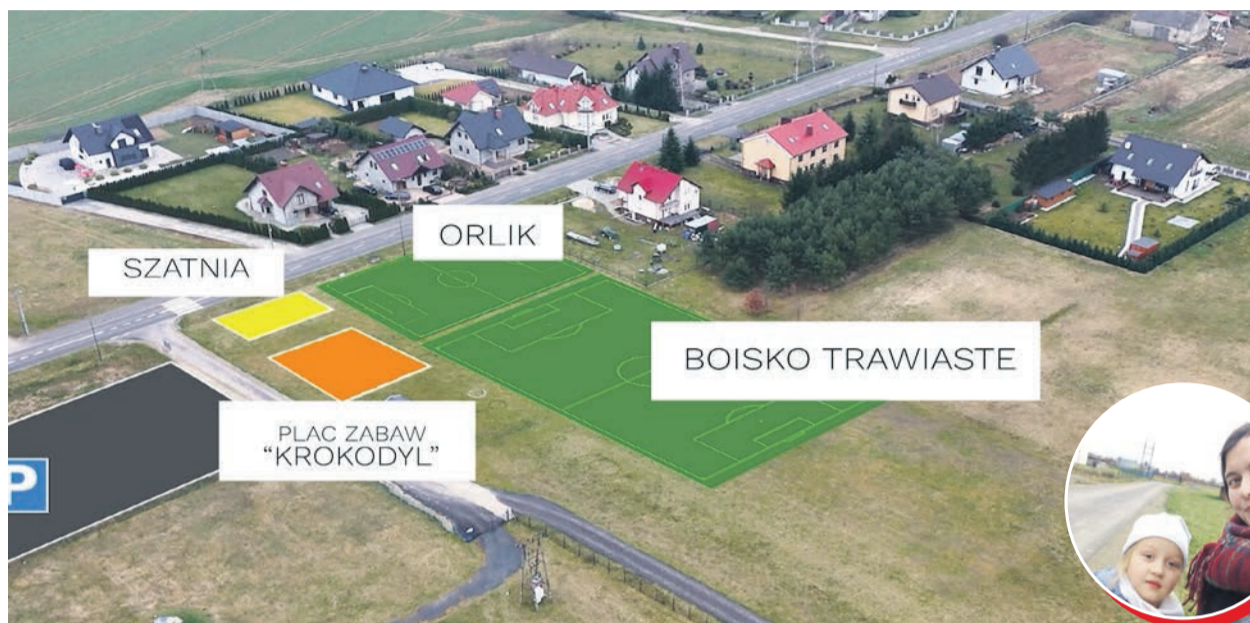 ORLIK
SZATNIA
BOISKO TRAWIASTE
PLAC ZABAW
“KROKODYL”
P